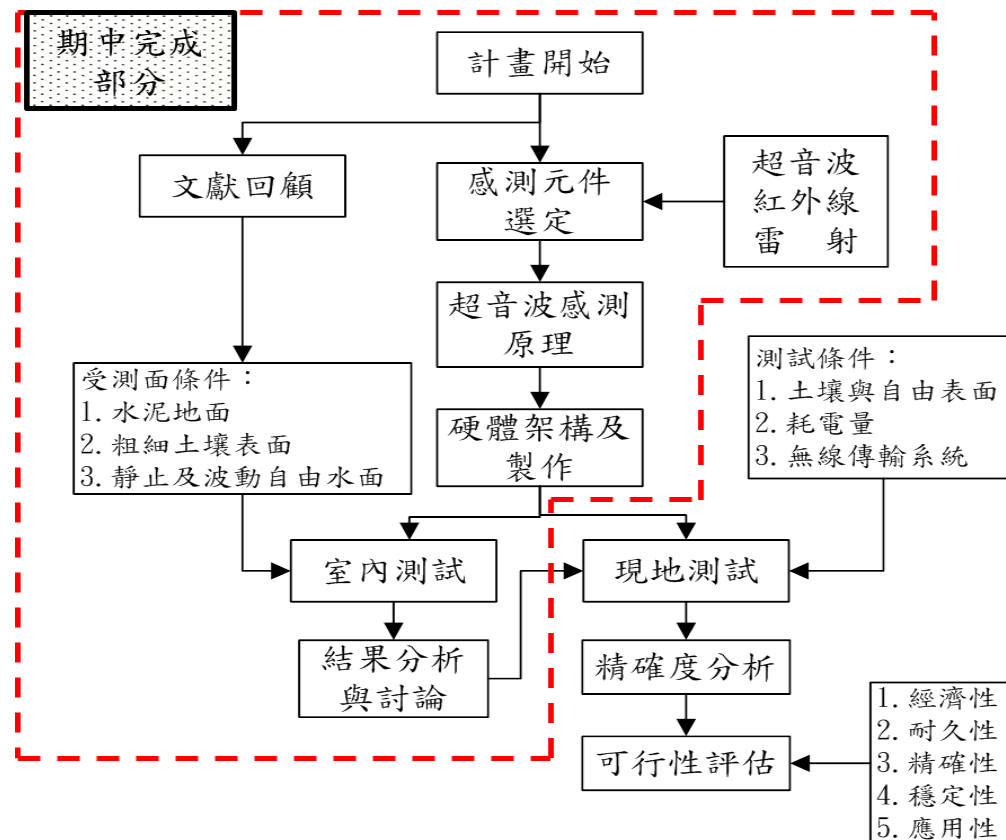 期中完成
部分
計畫開始
文獻回顧
感測元件
選定
超音波
紅外線
雷　射
超音波感測
原理
受測面條件：
1. 水泥地面
2. 粗細土壤表面
3. 靜止及波動自由水面
硬體架構及
製作
測試條件：
1. 土壤與自由表面
2. 耗電量
3. 無線傳輸系統
室內測試
現地測試
結果分析
與討論
精確度分析
可行性評估
1. 經濟性
2. 耐久性
3. 精確性
4. 穩定性
5. 應用性